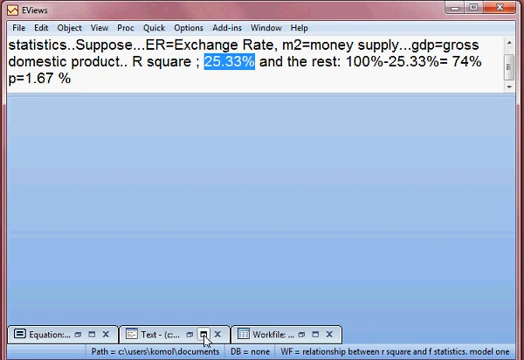 EViews
File Edit Object View Proc Quick Options Add-ins Window Help
statistics..Suppose...ER=Exchange Rate, m2=money supply...gdp=gross
domestic product.. R square ; 25.33% and the rest: 100%-25.33%= 74%
p=1.67 %
Equation:... Text - (c:... Workfile: ...
Path = c:\users\komol\documents DB = none WF = relationship between r square and f statistics. model one